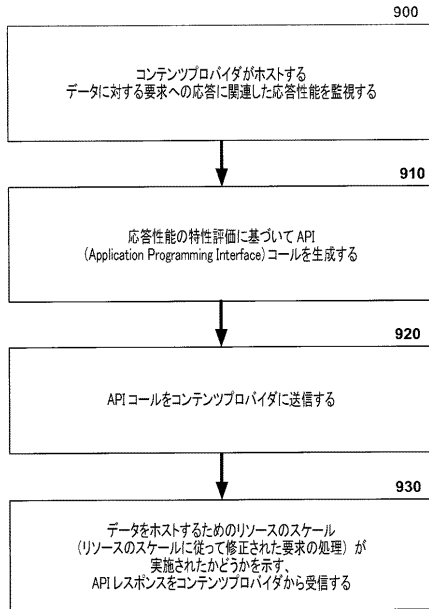 900
コンテンツプロバイダがホストする
データに対する要求への応答に関連した応答性能を監視する
910
応答性能の特性評価に基づいて API
(Application Programming Interface)コールを生成する
920
APIコールをコンテンツプロバイダに送信する
930
データをホストするためのリソースのスケール
(リソースのスケールに従って修正された要求の処理)が
実施されたかどうかを示す、
APIレスポンスをコンテンツプロバイダから受信する